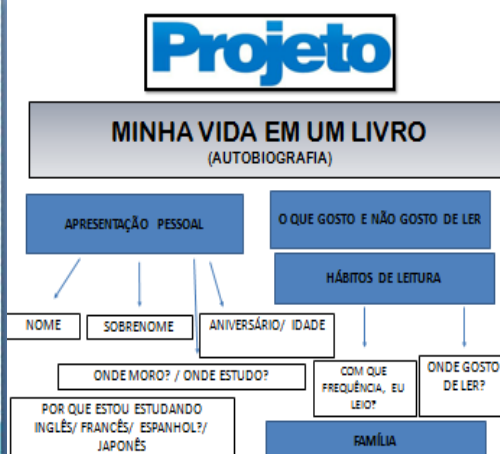 Projeto
MINHA VIDA EM UM LIVRO
(AUTOBIOGRAFIA)
APRESENTAÇÃO PESSOAL
O QUE GOSTO E NÃO GOSTO DE LER
HÁBITOS DE LEITURA
NOME
SOBRENOME
ANIVERSÁRIO/ IDADE
ONDE MORO? / ONDE ESTUDO?
COM QUE
FREQUÊNCIA, EU
LEIO?
ONDE GOSTO
DE LER?
POR QUE ESTOU ESTUDANDO
INGLÊS/ FRANCÊS/ ESPANHOL?/
JAPONÊS
FAMÍLIA